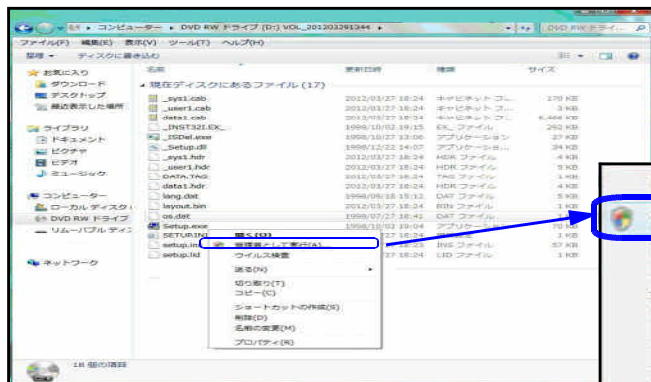 コンピューター ▸ DVD RW ドライブ (D:) VOL_201203291344 ▸
ファイル(F) 編集(E) 表示(V) ツール(T) ヘルプ(H)
整理 ディスクに書き込む
名前 更新日時 種類 サイズ
お気に入り
ダウンロード
デスクトップ
最近表示した場所
ライブラリ
ドキュメント
ピクチャ
ビデオ
ミュージック
コンピューター
ローカル ディスク
DVD RW ドライブ
リムーバブル ディス
ネットワーク
現在ディスクにあるファイル (17)
_sys1.cab 2012/03/27 18:24 キャビネット フ... 170 KB
_user1.cab 2012/03/27 18:24 キャビネット フ... 3 KB
data1.cab 2012/03/27 18:24 キャビネット フ... KB
_INST32I.EX_ 1998/10/02 19:15 EX_ ファイル 292 KB
_ISDel.exe 1998/10/27 13:06 アプリケーション 27 KB
_Setup.dll 1998/12/22 14:07 アプリケーショ... 34 KB
_sys1.hdr 2012/03/27 18:24 HDR ファイル 4 KB
_user1.hdr 2012/03/27 18:24 HDR ファイル 5 KB
DATA.TAG 2012/03/27 18:24 TAG ファイル 1 KB
data1.hdr 2012/03/27 18:24 HDR ファイル 4 KB
lang.dat DAT ファイル 5 KB
layout.bin 2012/03/27 18:24 BIN ファイル 1 KB
os.dat DAT ファイル
Setup.exe アプリケーション 70 KB
SETUP.INI 1 KB
setup.ins INS ファイル 57 KB
setup.lid LID ファイル 1 KB
開く(O)
管理者として実行(A)...
ウイルス検査
送る(N)
切り取り(T)
コピー(C)
ショートカットの作成(S)
削除(D)
名前の変更(M)
プロパティ(R)
18 個の項目